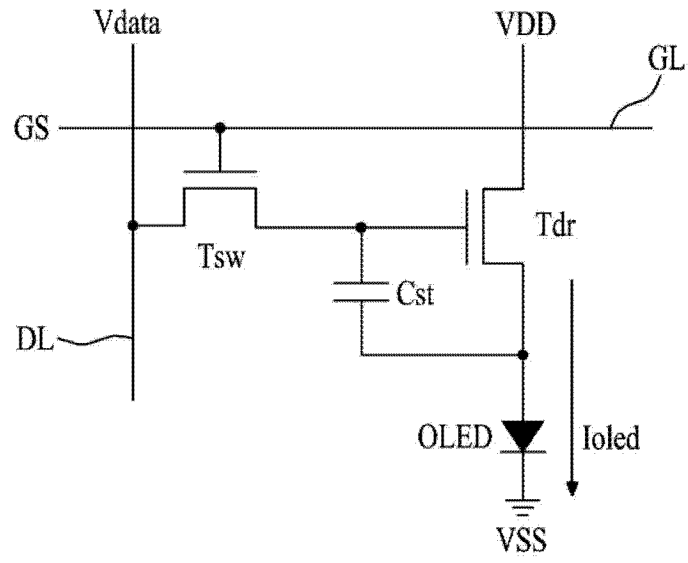 Vdata
VDD
GL
GS
Tsw
Tdr
Cst
DL
OLED
Ioled
VSS